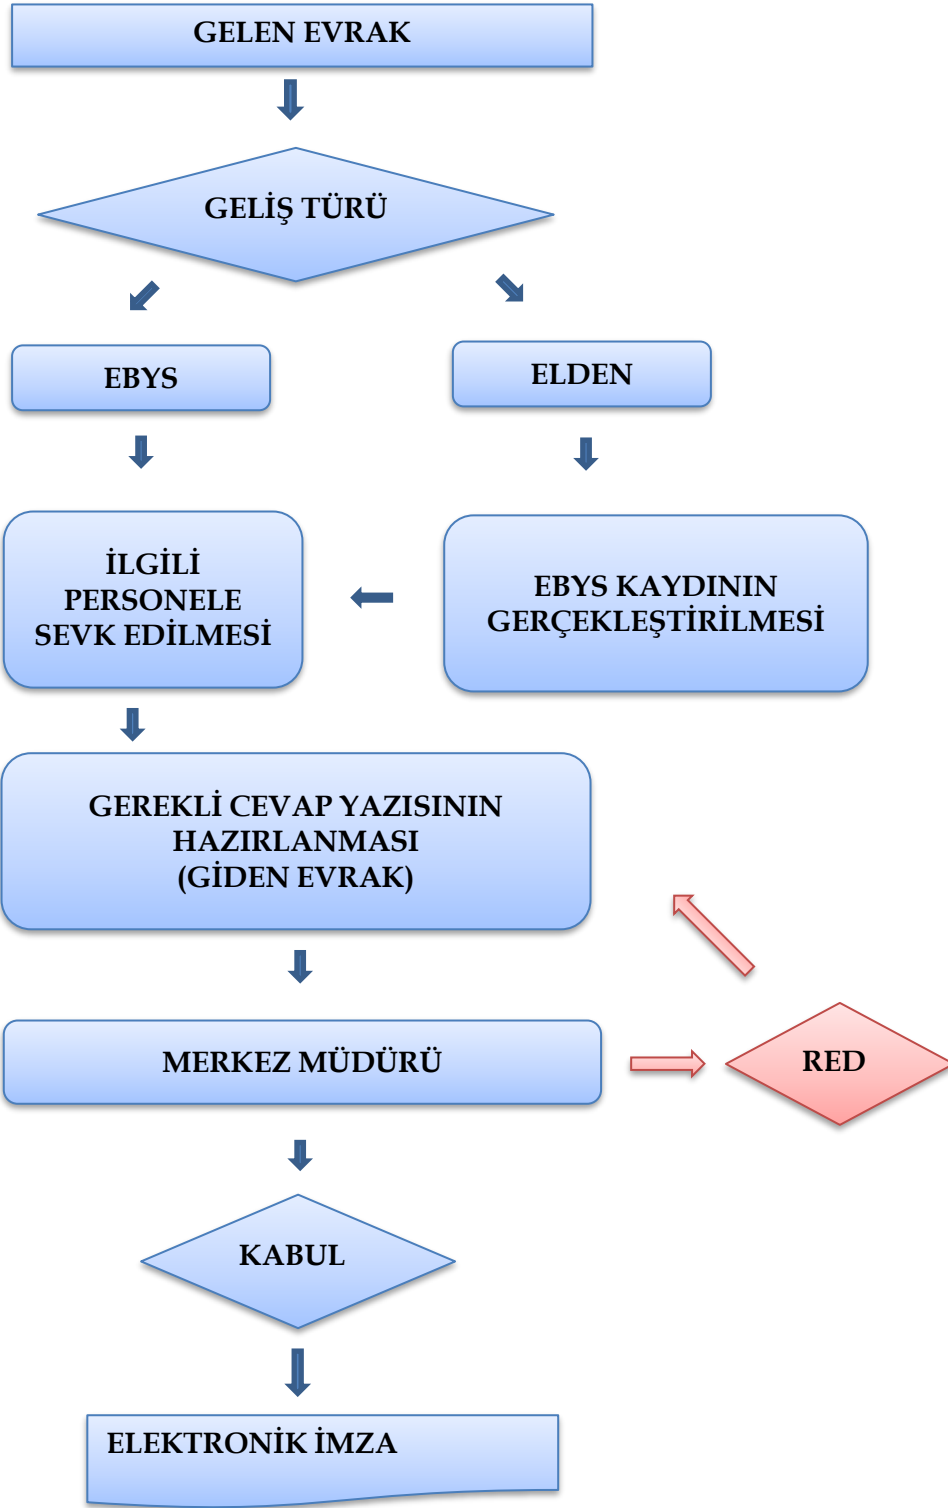 GELEN EVRAK
GELİŞ TÜRÜ
EBYS
ELDEN
İLGİLİ
PERSONELE
SEVK EDİLMESİ
EBYS KAYDININ
GERÇEKLEŞTİRİLMESİ
GEREKLİ CEVAP YAZISININ
HAZIRLANMASI
(GİDEN EVRAK)
MERKEZ MÜDÜRÜ
RED
KABUL
ELEKTRONİK İMZA